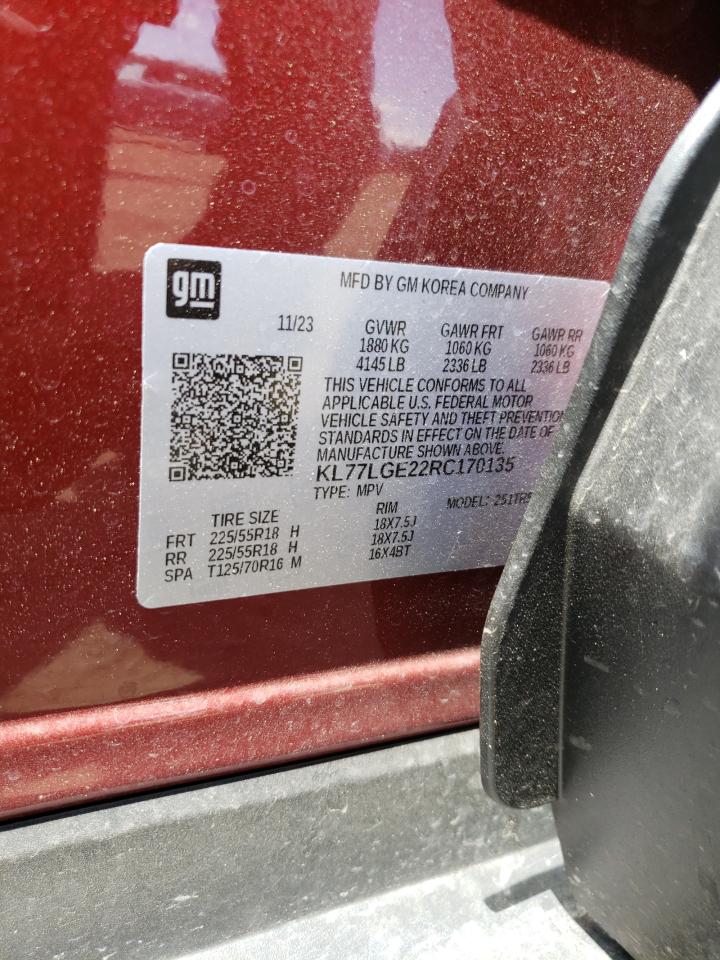 gm
MFD BY GM KOREA COMPANY
11/23 GVWR GAWR FRT GAWR RR
1880 KG 1060 KG 1060 KG
4145 LB 2336 LB 2336 LB
THIS VEHICLE CONFORMS TO ALL
APPLICABLE U.S. FEDERAL MOTOR
VEHICLE SAFETY AND THEFT PREVENTION
STANDARDS IN EFFECT ON THE DATE OF
MANUFACTURE SHOWN ABOVE.
KL77LGE22RC170135
TYPE: MPV MODEL:
TIRE SIZE RIM
FRT 225/55R18 H 18X7.5J
RR 225/55R18 H 18X7.5J
SPA T125/70R16 M 16X4BT